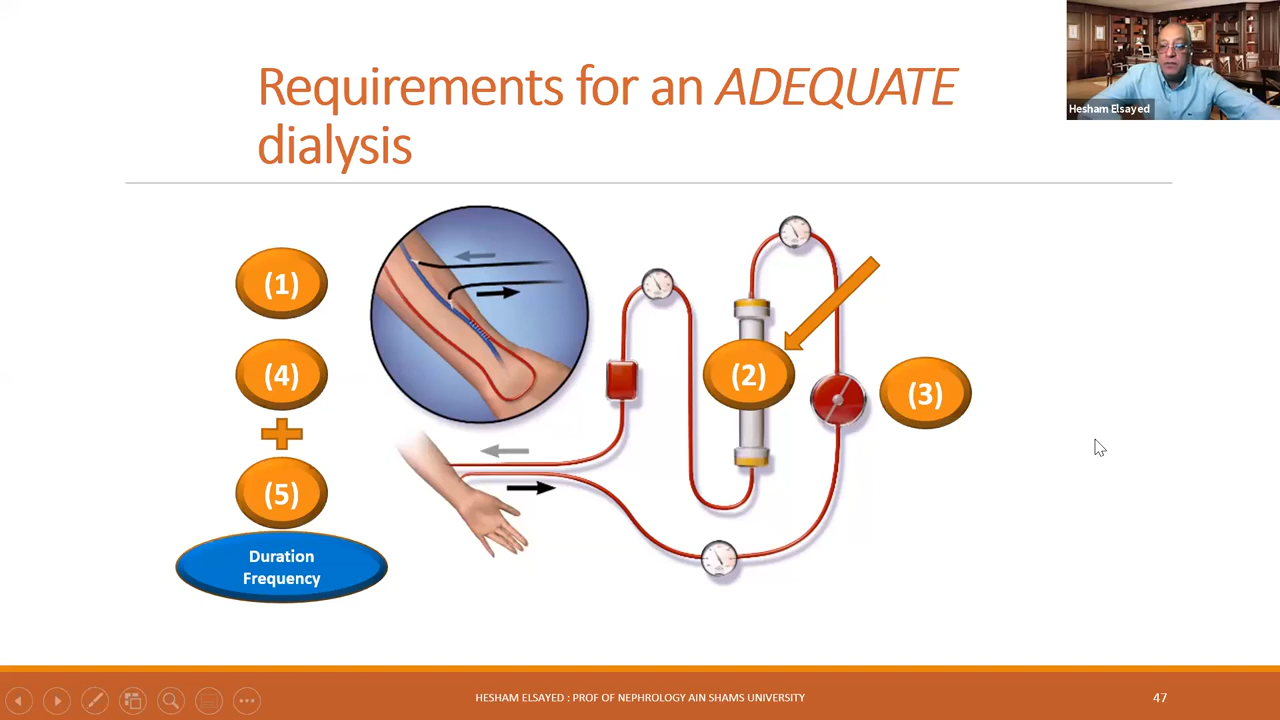 Requirements for an ADEQUATE
dialysis
Hesham Elsayed
(1)
(4)
(5)
Duration
Frequency
(2)
(3)
HESHAM ELSAYED : PROF OF NEPHROLOGY AIN SHAMS UNIVERSITY
47